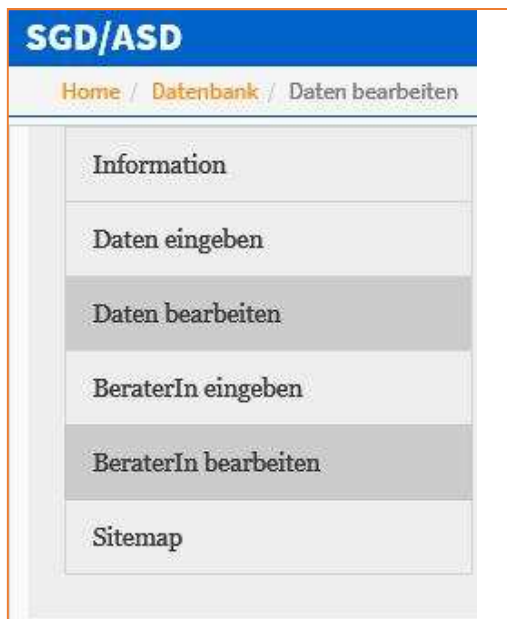 SGD/ASD
Home / Datenbank / Daten bearbeiten
Information
Daten eingeben
Daten bearbeiten
BeraterIn eingeben
BeraterIn bearbeiten
Sitemap